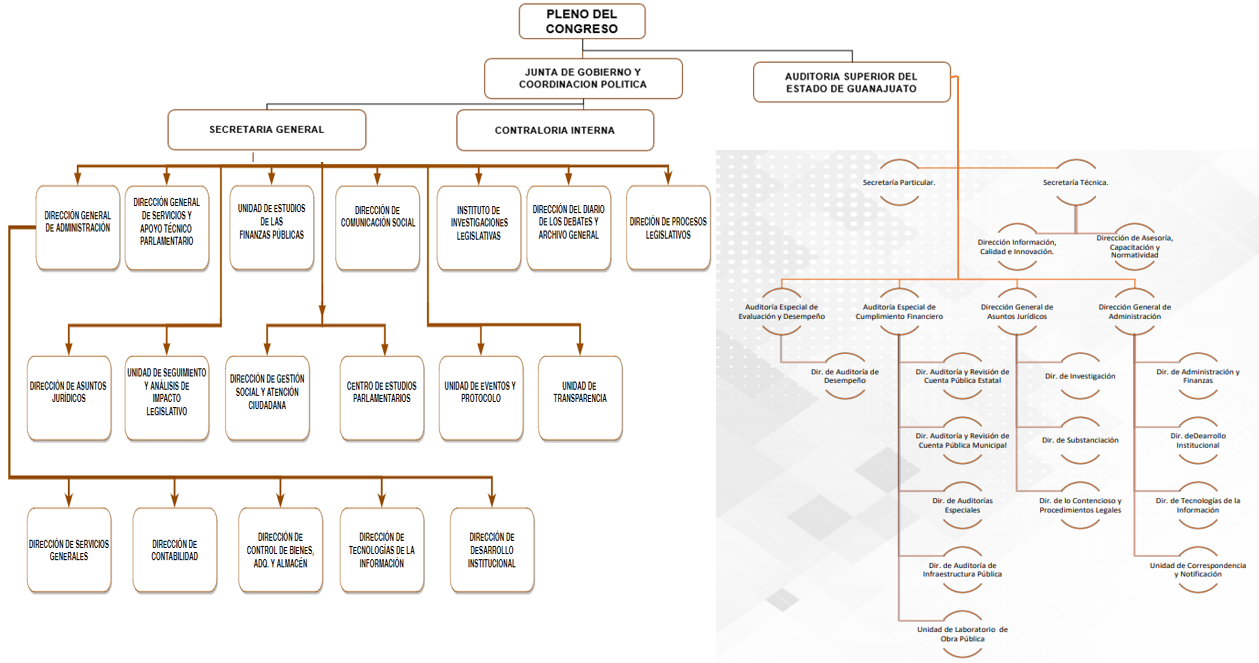 PLENO DEL
CONGRESO
JUNTA DE GOBIERNO Y
COORDINACION POLITICA
AUDITORIA SUPERIOR DEL
ESTADO DE GUANAJUATO
SECRETARIA GENERAL
CONTRALORIA INTERNA
DIRECCIÓN GENERAL
DE ADMINISTRACIÓN
DIRECCIÓN GENERAL
DE SERVICIOS Y
APOYO TÉCNICO
PARLAMENTARIO
UNIDAD DE ESTUDIOS
DE LAS
FINANZAS PÚBLICAS
DIRECCIÓN DE
COMUNICACIÓN SOCIAL
INSTITUTO DE
INVESTIGACIONES
LEGISLATIVAS
DIRECCIÓN DEL DIARIO
DE LOS DEBATES Y
ARCHIVO GENERAL
DIRECIÓN DE PROCESOS
LEGISLATIVOS
DIRECCIÓN DE ASUNTOS
JURÍDICOS
UNIDAD DE SEGUIMIENTO
Y ANÁLISIS DE
IMPACTO
LEGISLATIVO
DIRECCIÓN DE GESTIÓN
SOCIAL Y ATENCIÓN
CIUDADANA
CENTRO DE ESTUDIOS
PARLAMENTARIOS
UNIDAD DE EVENTOS Y
PROTOCOLO
UNIDAD DE
TRANSPARENCIA
DIRECCIÓN DE SERVICIOS
GENERALES
DIRECCIÓN DE
CONTABILIDAD
DIRECCIÓN DE
CONTROL DE BIENES,
ADQ. Y ALMACÉN
DIRECCIÓN DE
TECNOLOGÍAS DE LA
INFORMACIÓN
DIRECCIÓN DE
DESARROLLO
INSTITUCIONAL
Secretaría Particular.
Secretaría Técnica.
Dirección Información,
Calidad e Innovación.
Dirección de Asesoría,
Capacitación y
Normatividad
Auditoría Especial de
Evaluación y Desempeño
Auditoría Especial de
Cumplimiento Financiero
Dirección General de
Asuntos Jurídicos
Dirección General de
Administración
Dir. de Auditoría de
Desempeño
Dir. Auditoría y Revisión de
Cuenta Pública Estatal
Dir. de Investigación
Dir. de Administración y
Finanzas
Dir. Auditoría y Revisión de
Cuenta Pública Municipal
Dir. de Substanciación
Dir. deDearrollo
Institucional
Dir. de Auditorías
Especiales
Dir. de lo Contencioso y
Procedimientos Legales
Dir. de Tecnologías de la
Información
Dir. de Auditoría de
Infraestructura Pública
Unidad de Correspondencia
y Notificación
Unidad de Laboratorio de
Obra Pública